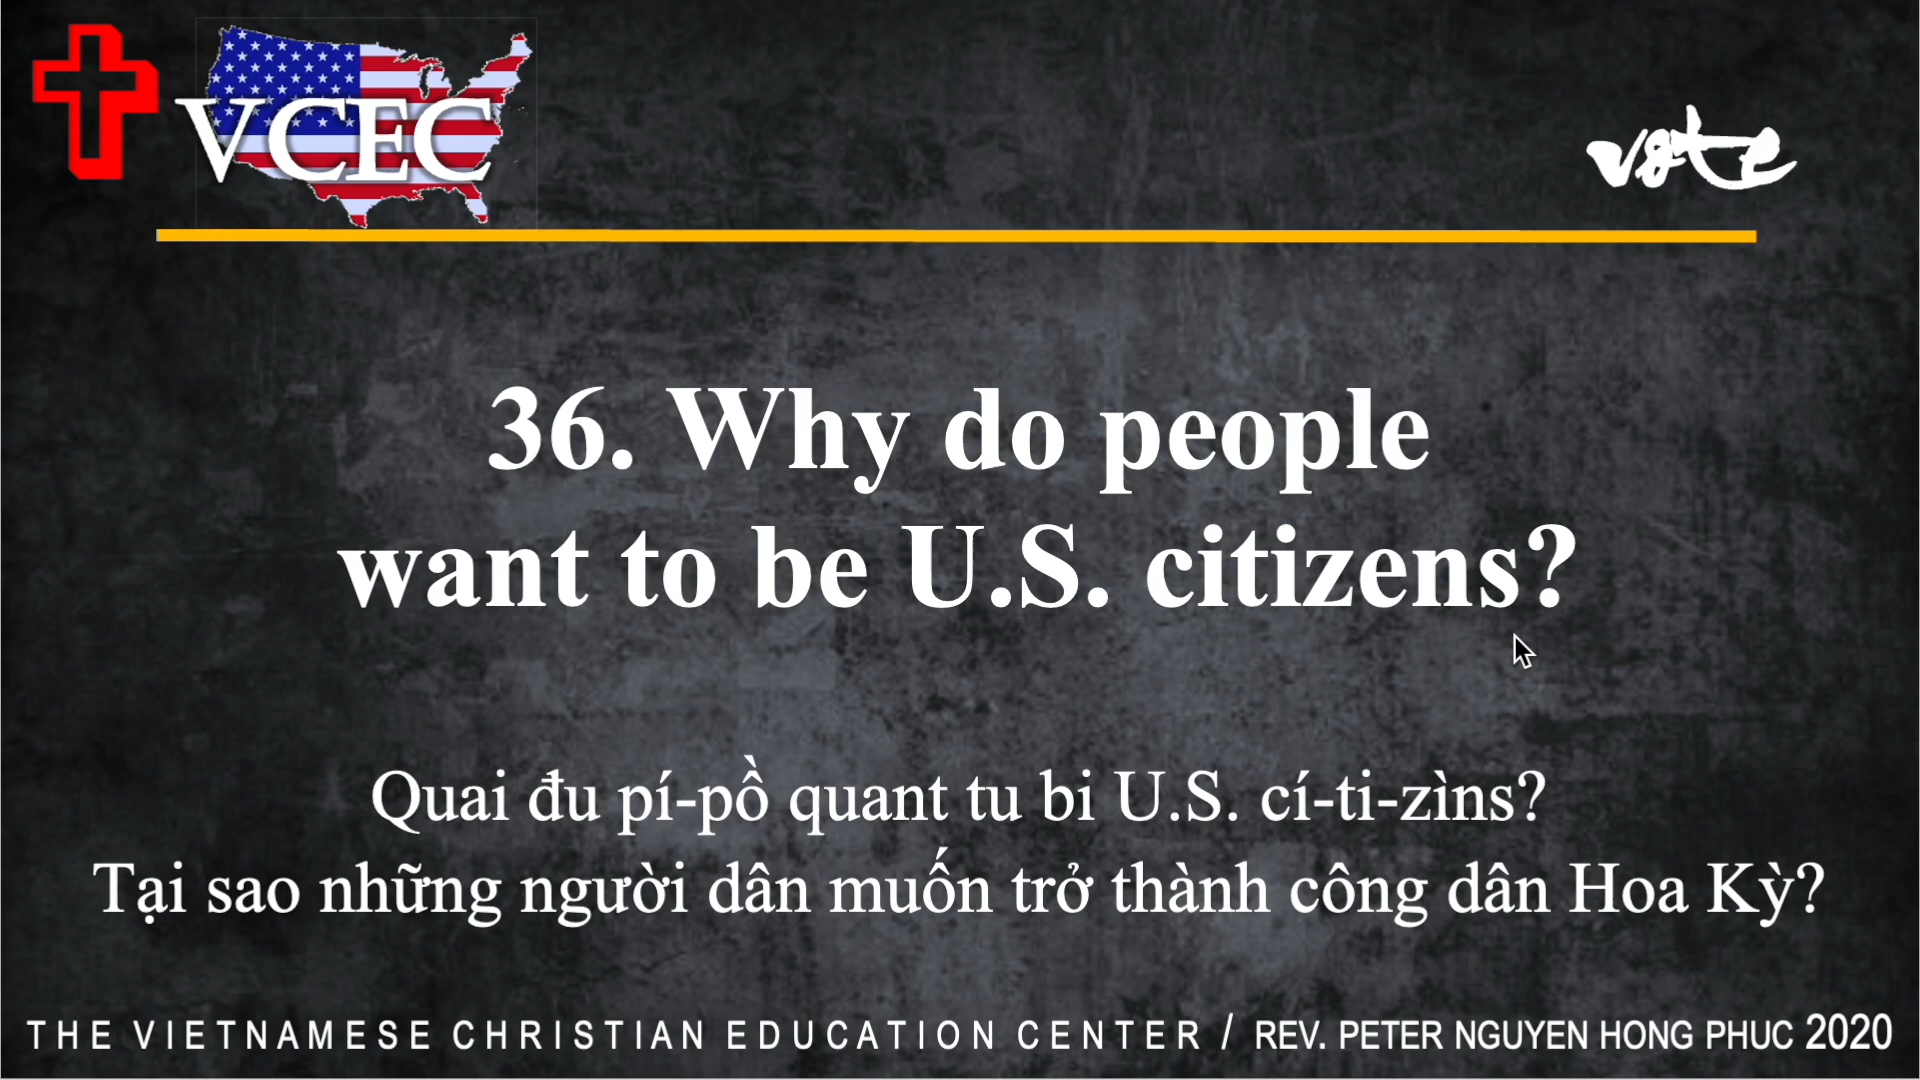 VCEC
vote
36. Why do people
want to be U.S. citizens?
Quai đu pí-pồ quant tu bi U.S. cí-ti-zìns?
Tại sao những người dân muốn trở thành công dân Hoa Kỳ?
THE VIETNAMESE CHRISTIAN EDUCATION CENTER / REV. PETER NGUYEN HONG PHUC 2020